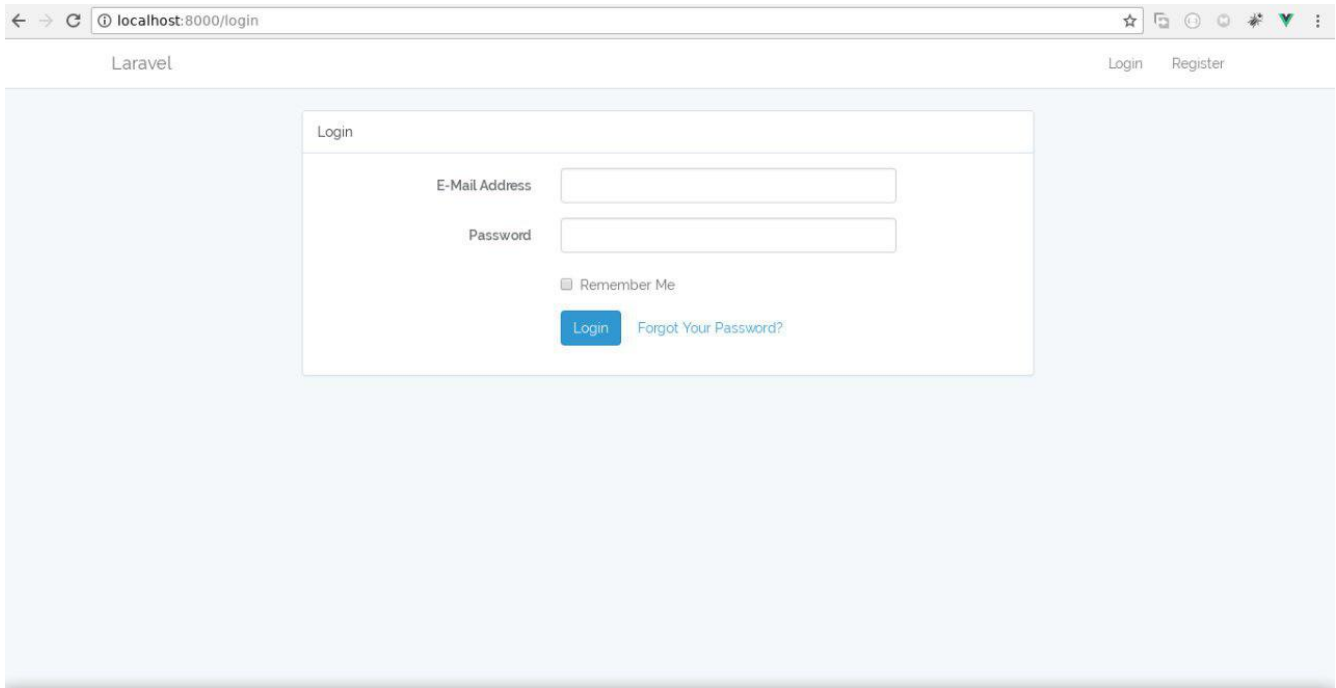 localhost:8000/login
Laravel
Login Register
Login
E-Mail Address
Password
Remember Me
Login Forgot Your Password?